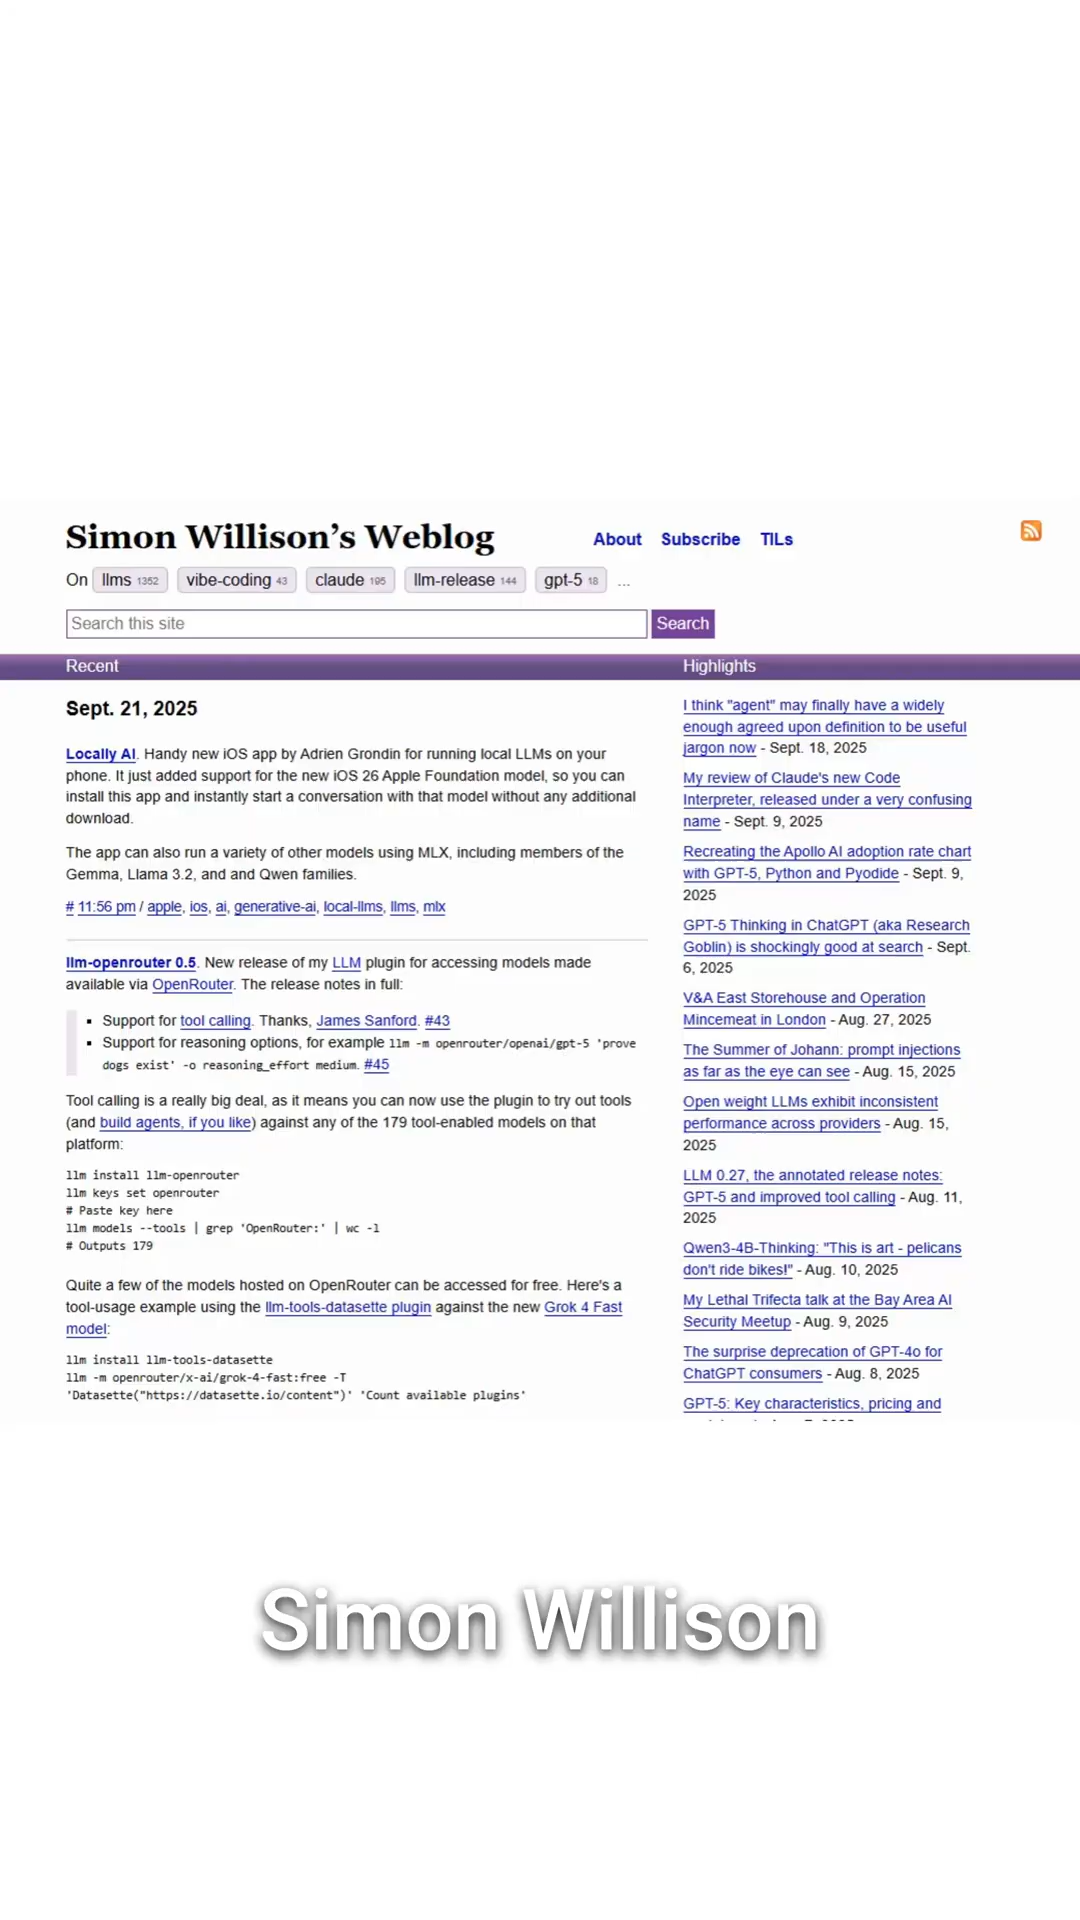 Simon Willison’s Weblog
About Subscribe TILs
On llms 1352 vibe-coding 43 claude 195 llm-release 144 gpt-5 18 ...
Search this site
Search
Recent
Sept. 21, 2025
Locally AI. Handy new iOS app by Adrien Grondin for running local LLMs on your
phone. It just added support for the new iOS 26 Apple Foundation model, so you can
install this app and instantly start a conversation with that model without any additional
download.
The app can also run a variety of other models using MLX, including members of the
Gemma, Llama 3.2, and and Qwen families.
# 11:56 pm / apple, ios, ai, generative-ai, local-llms, llms, mlx
llm-openrouter 0.5. New release of my LLM plugin for accessing models made
available via OpenRouter. The release notes in full:
▪ Support for tool calling. Thanks, James Sanford. #43
▪ Support for reasoning options, for example llm -m openrouter/openai/gpt-5 'prove
dogs exist' -o reasoning_effort medium. #45
Tool calling is a really big deal, as it means you can now use the plugin to try out tools
(and build agents, if you like) against any of the 179 tool-enabled models on that
platform:
llm install llm-openrouter
llm keys set openrouter
# Paste key here
llm models --tools | grep 'OpenRouter:' | wc -l
# Outputs 179
Quite a few of the models hosted on OpenRouter can be accessed for free. Here's a
tool-usage example using the llm-tools-datasette plugin against the new Grok 4 Fast
model:
llm install llm-tools-datasette
llm -m openrouter/x-ai/grok-4-fast:free -T
'Datasette("https://datasette.io/content")' 'Count available plugins'
Highlights
I think "agent" may finally have a widely
enough agreed upon definition to be useful
jargon now - Sept. 18, 2025
My review of Claude's new Code
Interpreter, released under a very confusing
name - Sept. 9, 2025
Recreating the Apollo AI adoption rate chart
with GPT-5, Python and Pyodide - Sept. 9,
2025
GPT-5 Thinking in ChatGPT (aka Research
Goblin) is shockingly good at search - Sept.
6, 2025
V&A East Storehouse and Operation
Mincemeat in London - Aug. 27, 2025
The Summer of Johann: prompt injections
as far as the eye can see - Aug. 15, 2025
Open weight LLMs exhibit inconsistent
performance across providers - Aug. 15,
2025
LLM 0.27, the annotated release notes:
GPT-5 and improved tool calling - Aug. 11,
2025
Qwen3-4B-Thinking: "This is art - pelicans
don't ride bikes!" - Aug. 10, 2025
My Lethal Trifecta talk at the Bay Area AI
Security Meetup - Aug. 9, 2025
The surprise deprecation of GPT-4o for
ChatGPT consumers - Aug. 8, 2025
GPT-5: Key characteristics, pricing and
Simon Willison